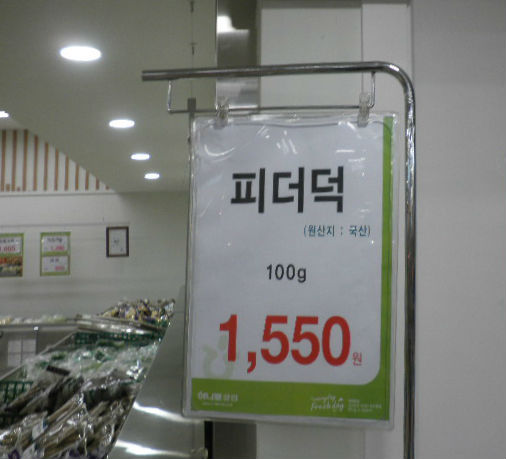 피더덕
(원산지 : 국산)
100g
1,550원